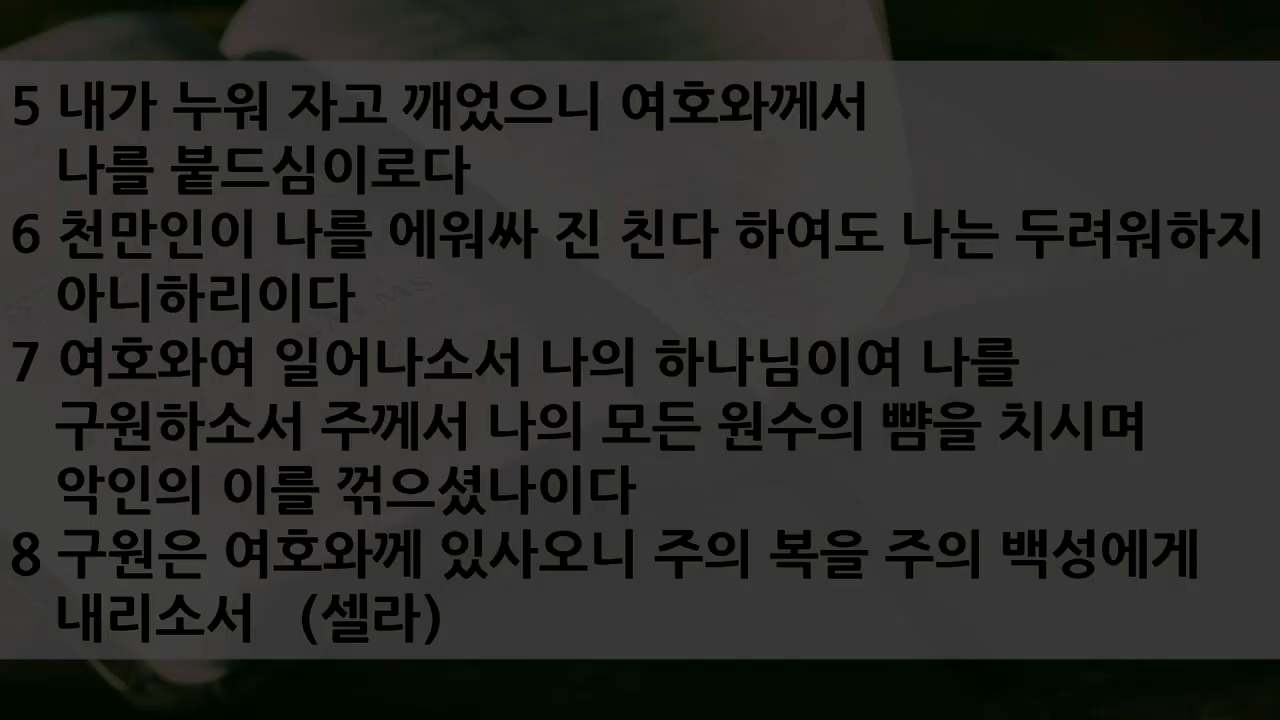 5 내가 누워 자고 깨었으니 여호와께서
나를 붙드심이로다
6 천만인이 나를 에워싸 진 친다 하여도 나는 두려워하지
아니하리이다
7 여호와여 일어나소서 나의 하나님이여 나를
구원하소서 주께서 나의 모든 원수의 뺨을 치시며
악인의 이를 꺾으셨나이다
8 구원은 여호와께 있사오니 주의 복을 주의 백성에게
내리소서 (셀라)